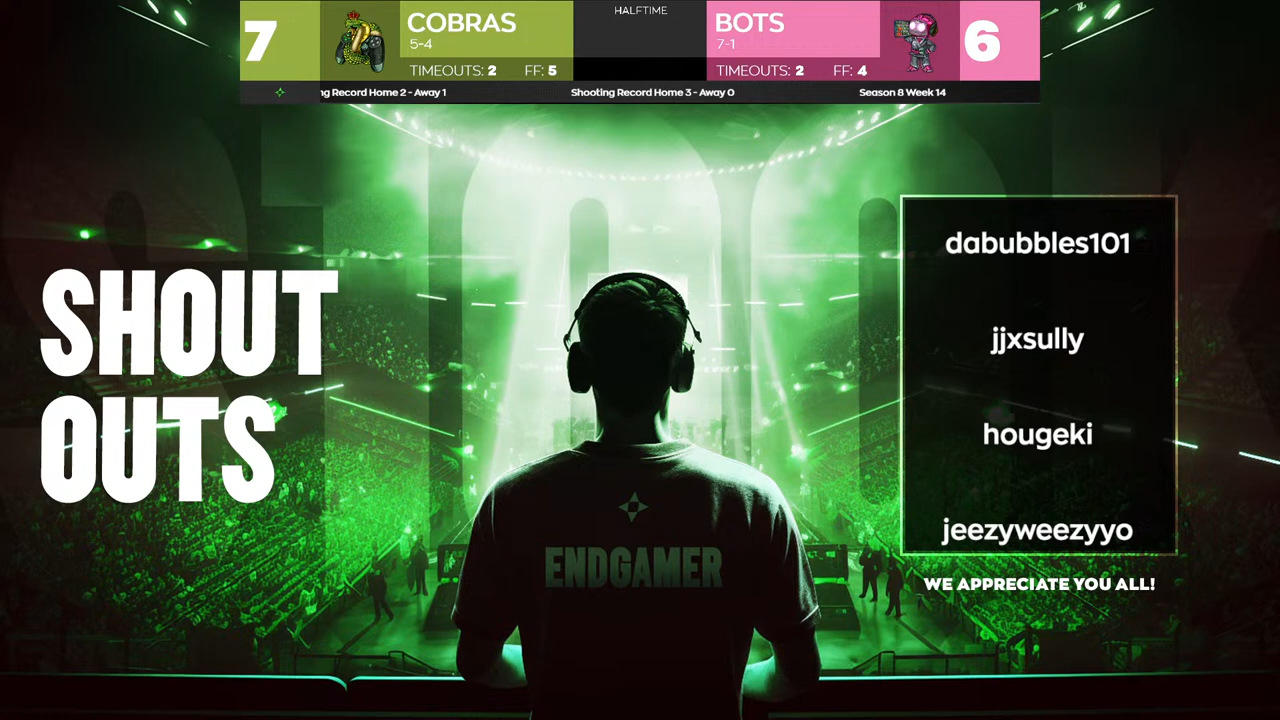 7
COBRAS
5-4
TIMEOUTS: 2 FF: 5
HALFTIME
BOTS
7-1
TIMEOUTS: 2 FF: 4
6
Record Home 2 - Away 1 Shooting Record Home 3 - Away 0 Season 8 Week 14
SHOUT
OUTS
dabubbles101
jjxsully
hougeki
jeezyweezyyo
WE APPRECIATE YOU ALL!
ENDGAMER